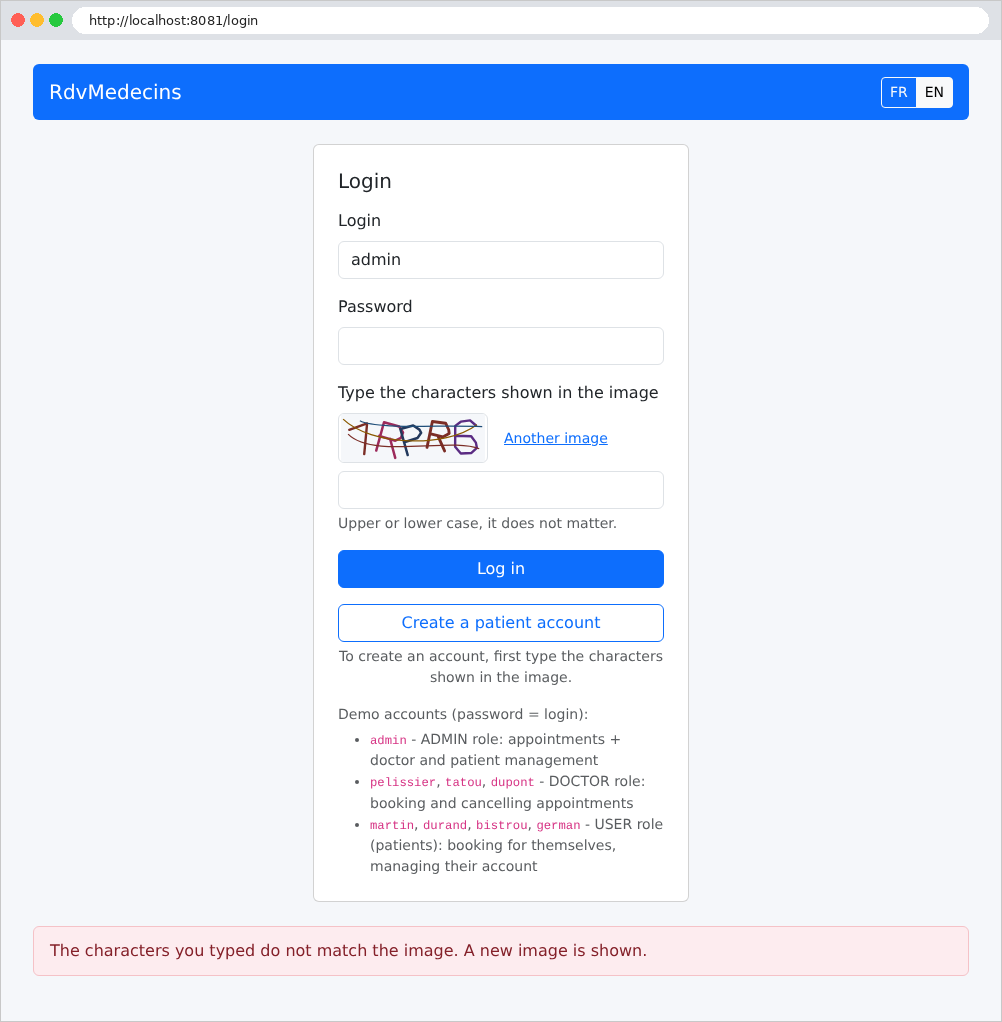 http://localhost:8081/login
RdvMedecins
FR EN
Login
Login
admin
Password
Type the characters shown in the image
Another image
Upper or lower case, it does not matter.
Log in
Create a patient account
To create an account, first type the characters
shown in the image.
Demo accounts (password = login):
• admin - ADMIN role: appointments +
doctor and patient management
• pelissier, tatou, dupont - DOCTOR role:
booking and cancelling appointments
• martin, durand, bistrou, german - USER role
(patients): booking for themselves,
managing their account
The characters you typed do not match the image. A new image is shown.